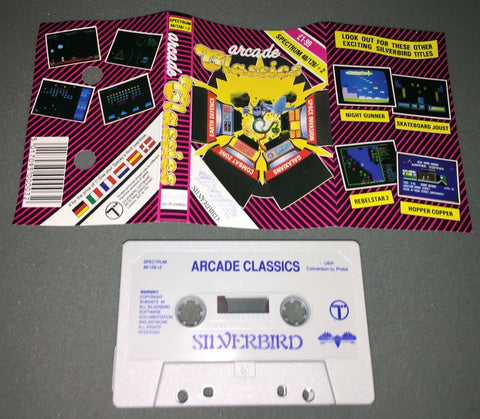 arcade
Classics
£1.99
SPECTRUM 48/128/+2
EARTH DEFENCE
SPACE INVASION
COMBAT ZONE
GALAXIANS
SILVERBIRD
arcade
Classics
LOOK OUT FOR THESE OTHER
EXCITING SILVERBIRD TITLES
NIGHT GUNNER
SKATEBOARD JOUST
REBELSTAR 2
HOPPER COPPER
SPECTRUM
48/128/+2
ARCADE CLASSICS
Conversion by Probe
WARNING
COPYRIGHT
SUBSISTS IN
ALL SILVERBIRD
SOFTWARE
DOCUMENTATION
AND ARTWORK
ALL RIGHTS
RESERVED
SILVERBIRD